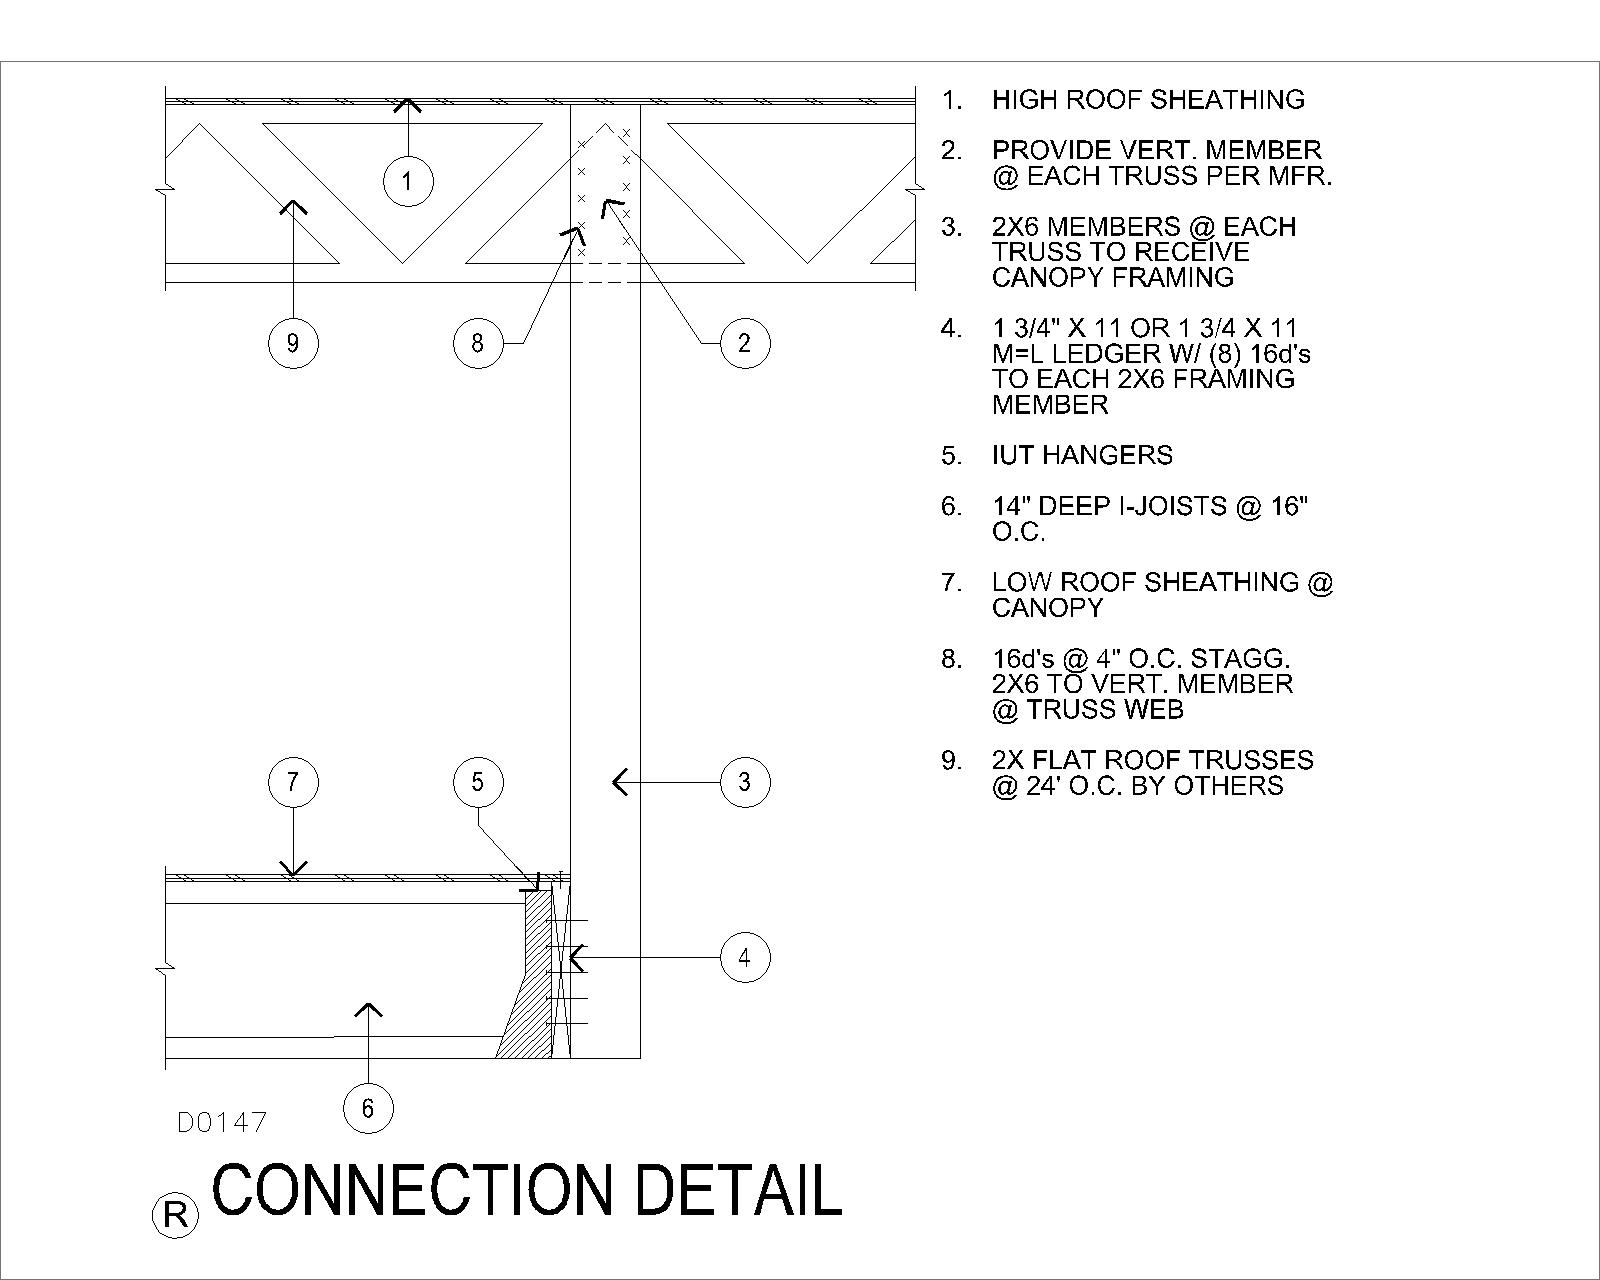 1. HIGH ROOF SHEATHING
2. PROVIDE VERT. MEMBER
@ EACH TRUSS PER MFR.
3. 2X6 MEMBERS @ EACH
TRUSS TO RECEIVE
CANOPY FRAMING
4. 1 3/4" X 11 OR 1 3/4 X 11
M=L LEDGER W/ (8) 16d's
TO EACH 2X6 FRAMING
MEMBER
5. IUT HANGERS
6. 14" DEEP I-JOISTS @ 16"
O.C.
7. LOW ROOF SHEATHING @
CANOPY
8. 16d's @ 4" O.C. STAGG.
2X6 TO VERT. MEMBER
@ TRUSS WEB
9. 2X FLAT ROOF TRUSSES
@ 24' O.C. BY OTHERS
1
9
8
2
7
5
3
4
6
D0147
R CONNECTION DETAIL